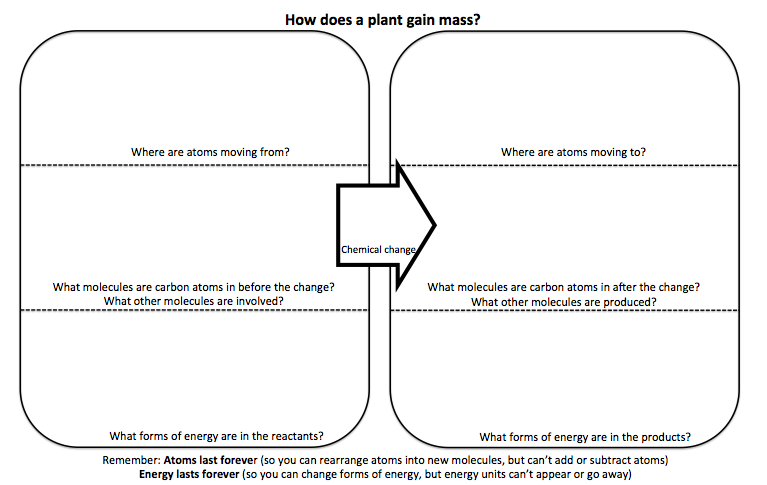 How does a plant gain mass?
Where are atoms moving from?
Where are atoms moving to?
Chemical change
What molecules are carbon atoms in before the change?
What other molecules are involved?
What molecules are carbon atoms in after the change?
What other molecules are produced?
What forms of energy are in the reactants?
What forms of energy are in the products?
Remember: Atoms last forever (so you can rearrange atoms into new molecules, but can’t add or subtract atoms)
Energy lasts forever (so you can change forms of energy, but energy units can’t appear or go away)